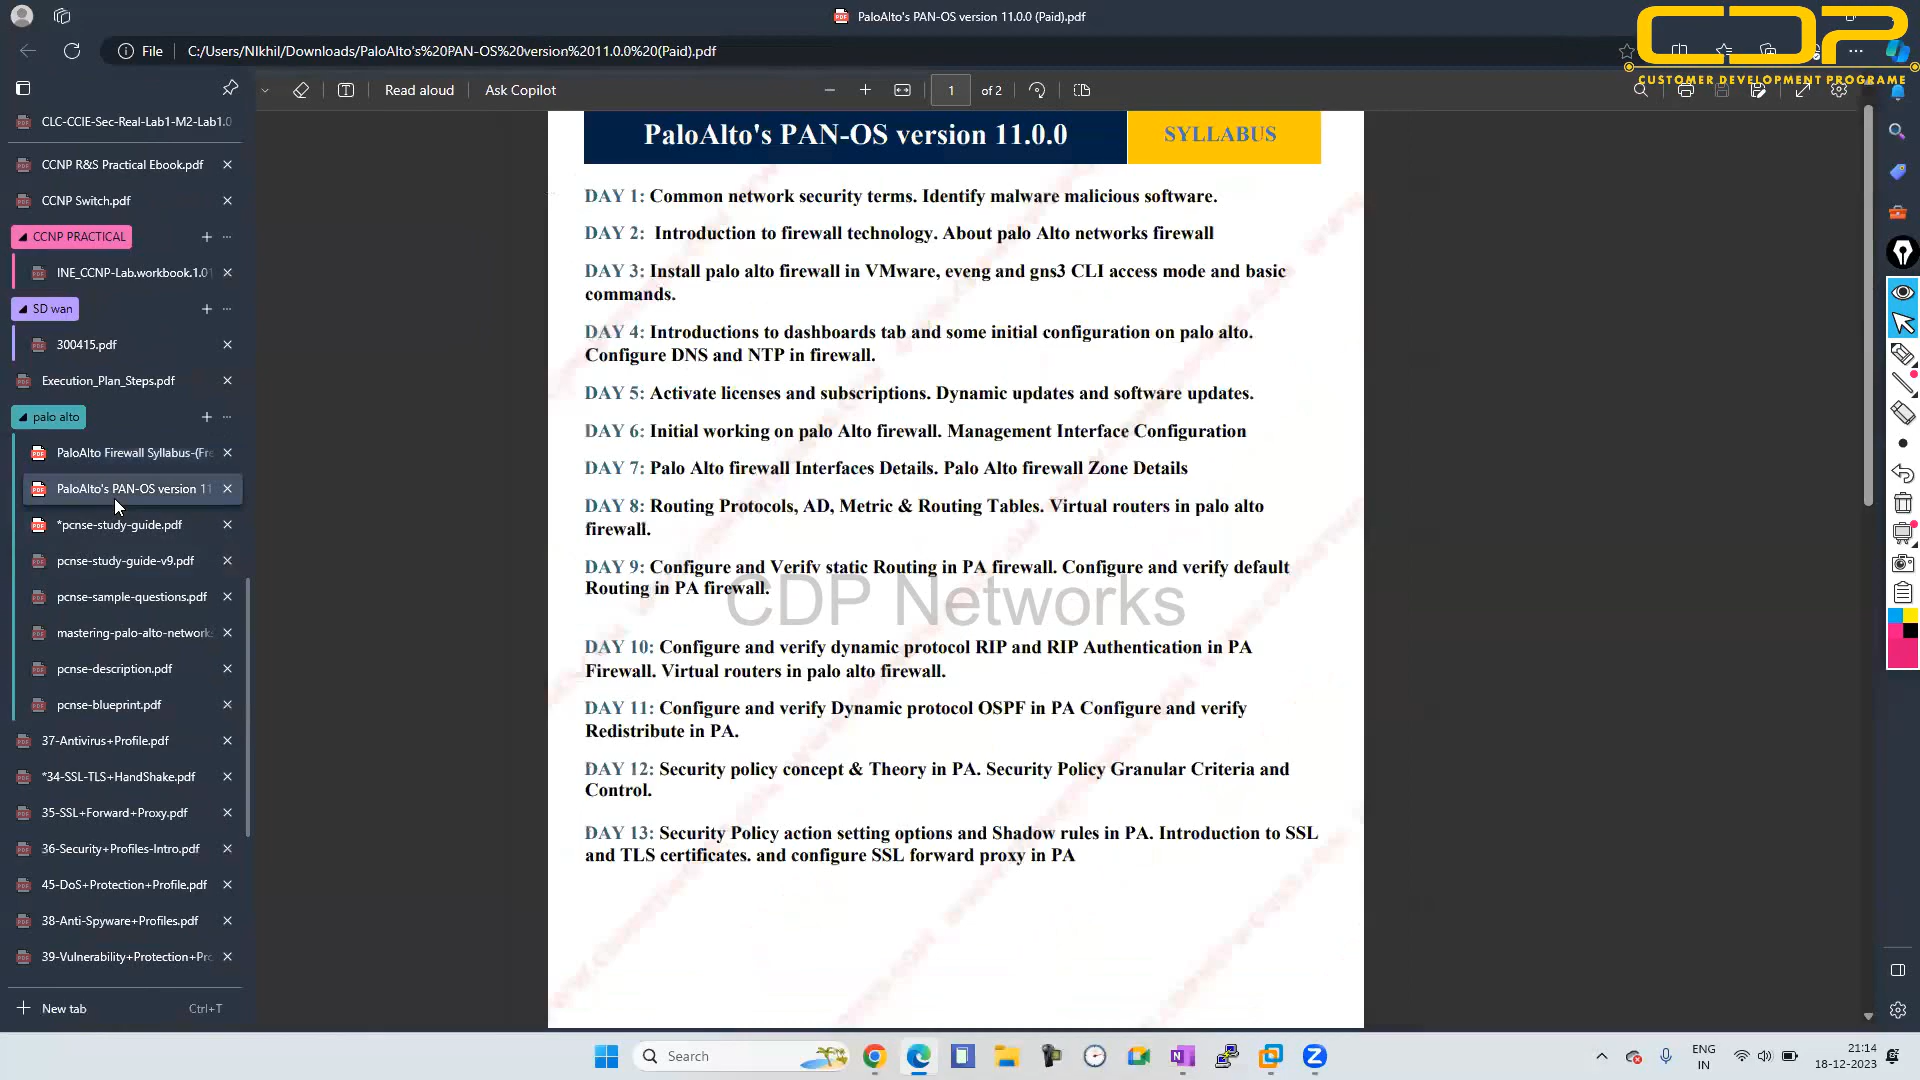 PaloAlto's PAN-OS version 11.0.0 (Paid).pdf
CDP
CUSTOMER DEVELOPMENT PROGRAME
File
C:/Users/NIkhil/Downloads/PaloAlto's%20PAN-OS%20version%2011.0.0%20(Paid).pdf
Read aloud
Ask Copilot
1 of 2
CLC-CCIE-Sec-Real-Lab1-M2-Lab1.0
CCNP R&S Practical Ebook.pdf
CCNP Switch.pdf
CCNP PRACTICAL
INE_CCNP-Lab.workbook.1.01
SD wan
300415.pdf
Execution_Plan_Steps.pdf
palo alto
PaloAlto Firewall Syllabus-(Fre
PaloAlto's PAN-OS version 11
*pcnse-study-guide.pdf
pcnse-study-guide-v9.pdf
pcnse-sample-questions.pdf
mastering-palo-alto-network
pcnse-description.pdf
pcnse-blueprint.pdf
37-Antivirus+Profile.pdf
*34-SSL-TLS+HandShake.pdf
35-SSL+Forward+Proxy.pdf
36-Security+Profiles-Intro.pdf
45-DoS+Protection+Profile.pdf
38-Anti-Spyware+Profiles.pdf
39-Vulnerability+Protection+Pro
New tab
Ctrl+T
PaloAlto's PAN-OS version 11.0.0
SYLLABUS
DAY 1: Common network security terms. Identify malware malicious software.
DAY 2: Introduction to firewall technology. About palo Alto networks firewall
DAY 3: Install palo alto firewall in VMware, eveng and gns3 CLI access mode and basic
commands.
DAY 4: Introductions to dashboards tab and some initial configuration on palo alto.
Configure DNS and NTP in firewall.
DAY 5: Activate licenses and subscriptions. Dynamic updates and software updates.
DAY 6: Initial working on palo Alto firewall. Management Interface Configuration
DAY 7: Palo Alto firewall Interfaces Details. Palo Alto firewall Zone Details
DAY 8: Routing Protocols, AD, Metric & Routing Tables. Virtual routers in palo alto
firewall.
DAY 9: Configure and Verify static Routing in PA firewall. Configure and verify default
Routing in PA firewall.
CDP Networks
DAY 10: Configure and verify dynamic protocol RIP and RIP Authentication in PA
Firewall. Virtual routers in palo alto firewall.
DAY 11: Configure and verify Dynamic protocol OSPF in PA Configure and verify
Redistribute in PA.
DAY 12: Security policy concept & Theory in PA. Security Policy Granular Criteria and
Control.
DAY 13: Security Policy action setting options and Shadow rules in PA. Introduction to SSL
and TLS certificates. and configure SSL forward proxy in PA
Search
ENG
IN
21:14
18-12-2023